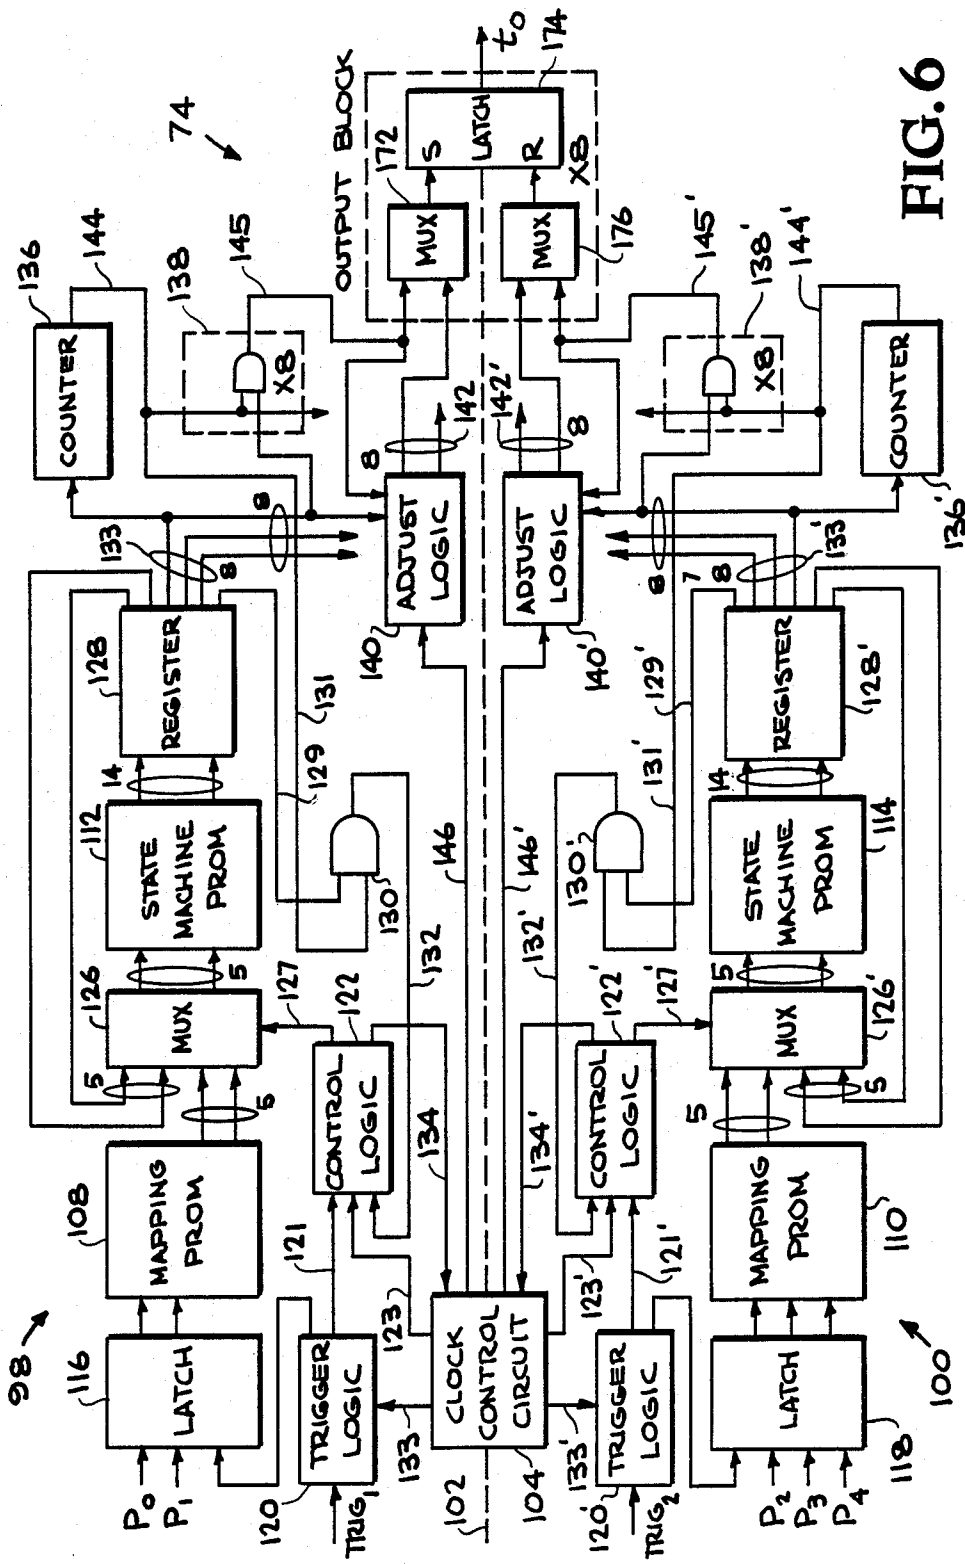 74
OUTPUT BLOCK
172
MUX
S
LATCH
R
t₀
174
MUX
176
X8
136
COUNTER
144
138
145
X8
133
8
8
8
142
ADJUST
LOGIC
140
128
REGISTER
14
131
129
112
STATE
MACHINE
PROM
130
146
132
5
126
MUX
127
5
5
122
CONTROL
LOGIC
134
108
MAPPING
PROM
121
123
98
116
LATCH
P₀
P₁
120
TRIGGER
LOGIC
TRIG₁
133
102
CLOCK
CONTROL
CIRCUIT
104
133'
120'
TRIGGER
LOGIC
TRIG₂
121'
123'
134'
CONTROL
LOGIC
122'
127'
132'
146'
130'
131'
129'
140'
ADJUST
LOGIC
142'
8
8
7
8
133'
X8
138'
145'
144'
COUNTER
136'
REGISTER
128'
14
STATE
MACHINE
PROM
114
5
MUX
126'
5
5
MAPPING
PROM
110
LATCH
118
P₂
P₃
P₄
100
FIG. 6